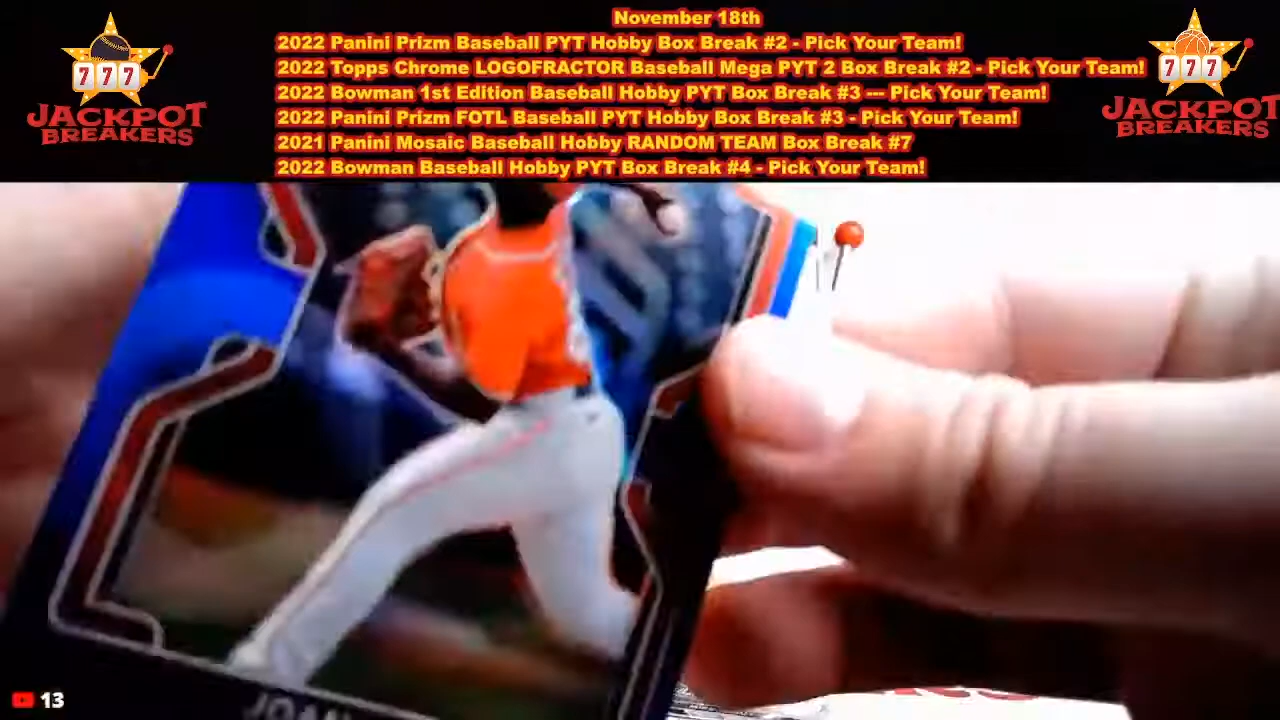 November 18th
2022 Panini Prizm Baseball PYT Hobby Box Break #2 - Pick Your Team!
2022 Topps Chrome LOGOFRACTOR Baseball Mega PYT 2 Box Break #2 - Pick Your Team!
2022 Bowman 1st Edition Baseball Hobby PYT Box Break #3 --- Pick Your Team!
2022 Panini Prizm FOTL Baseball PYT Hobby Box Break #3 - Pick Your Team!
2021 Panini Mosaic Baseball Hobby RANDOM TEAM Box Break #7
2022 Bowman Baseball Hobby PYT Box Break #4 - Pick Your Team!
777
JACKPOT
BREAKERS
777
JACKPOT
BREAKERS
JOAN
13